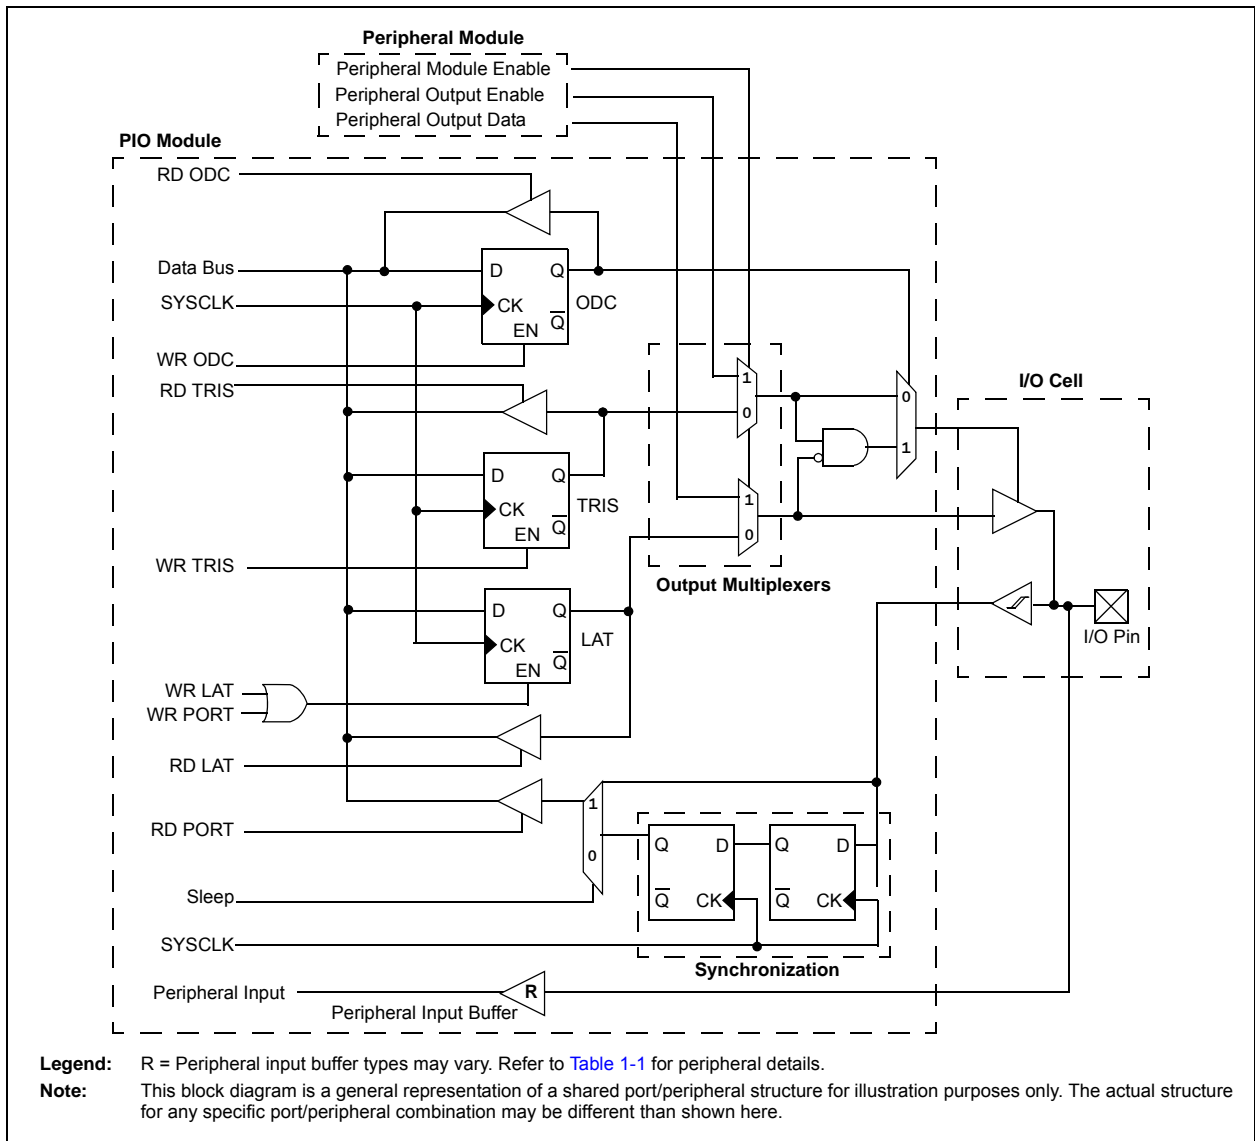 Peripheral Module
Peripheral Module Enable
Peripheral Output Enable
Peripheral Output Data
PIO Module
RD ODC
Data Bus
D
Q
SYSCLK
CK
ODC
EN
Q
WR ODC
RD TRIS
1
0
0
1
I/O Cell
D
Q
CK
TRIS
EN
Q
WR TRIS
1
0
Output Multiplexers
D
Q
CK
LAT
EN
Q
I/O Pin
WR LAT
WR PORT
RD LAT
RD PORT
1
0
Q
D
Q
D
Sleep
Q
CK
Q
CK
SYSCLK
Synchronization
Peripheral Input
R
Peripheral Input Buffer
Legend: R = Peripheral input buffer types may vary. Refer to Table 1-1 for peripheral details.
Note: This block diagram is a general representation of a shared port/peripheral structure for illustration purposes only. The actual structure
for any specific port/peripheral combination may be different than shown here.